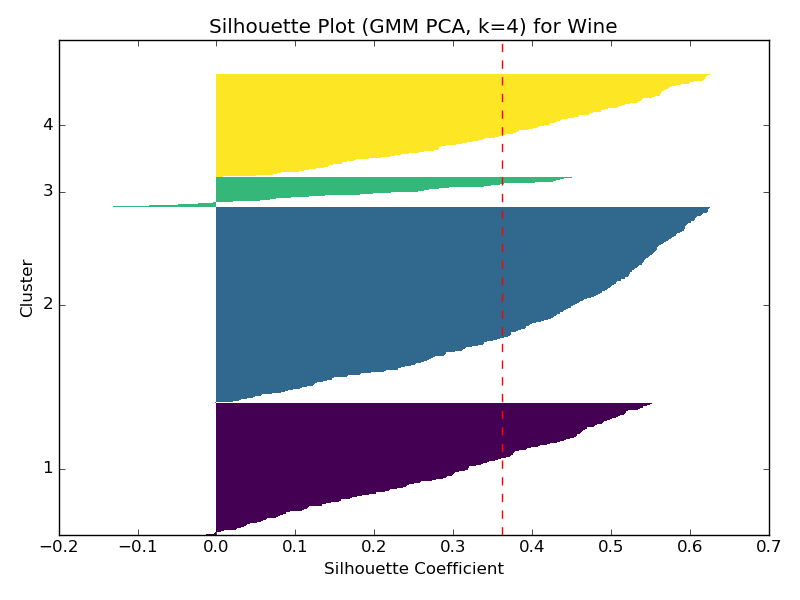 Silhouette Plot (GMM PCA, k=4) for Wine
4
3
2
1
Cluster
−0.2 −0.1 0.0 0.1 0.2 0.3 0.4 0.5 0.6 0.7
Silhouette Coefficient